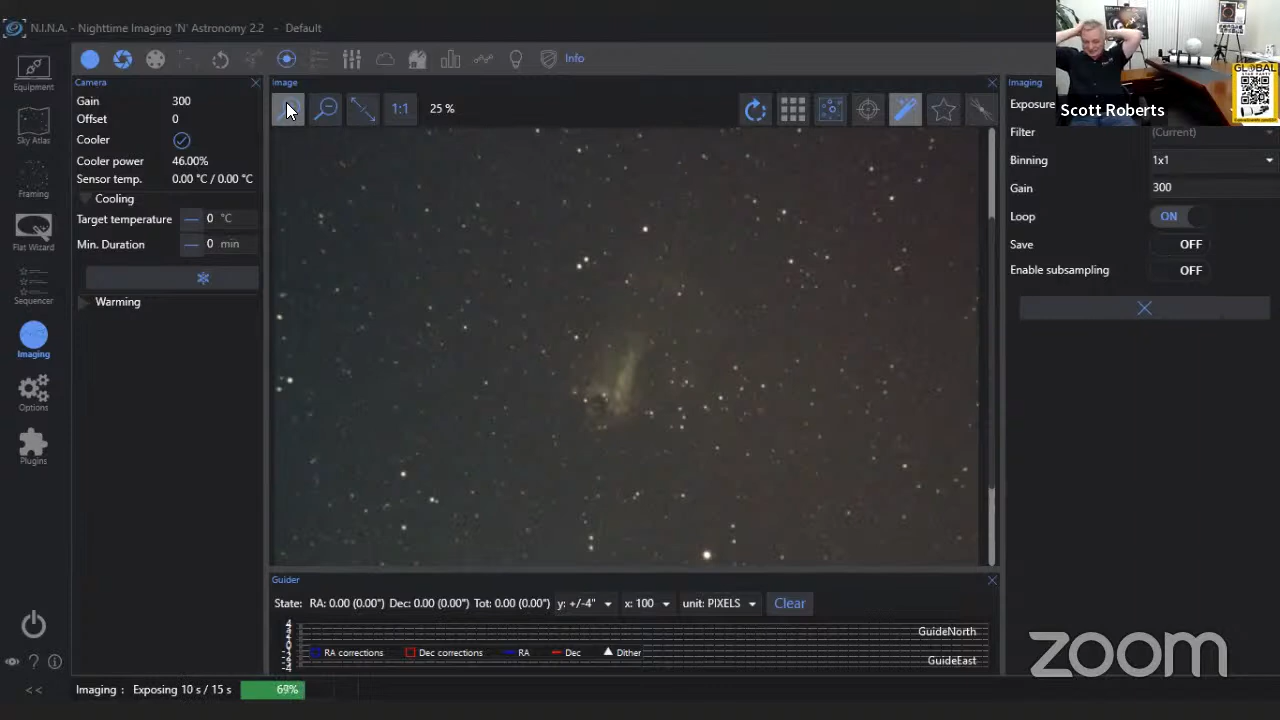 N.I.N.A. - Nighttime Imaging 'N' Astronomy 2.2 - Default
Info
Equipment
Sky Atlas
Framing
Flat Wizard
Sequencer
Imaging
Options
Plugins
<<
Camera
Gain 300
Offset 0
Cooler
Cooler power 46.00%
Sensor temp. 0.00 °C / 0.00 °C
Cooling
Target temperature 0 °C
Min. Duration 0 min
Warming
Image
1:1 25 %
Imaging
Exposure
Filter (Current)
Binning 1x1
Gain 300
Loop ON
Save OFF
Enable subsampling OFF
Scott Roberts
GLOBAL
STAR PARTY
Guider
State: RA: 0.00 (0.00") Dec: 0.00 (0.00") Tot: 0.00 (0.00") y: +/-4" x: 100 unit: PIXELS Clear
GuideNorth
GuideEast
RA corrections Dec corrections RA Dec Dither
zoom
Imaging : Exposing 10 s / 15 s 69%